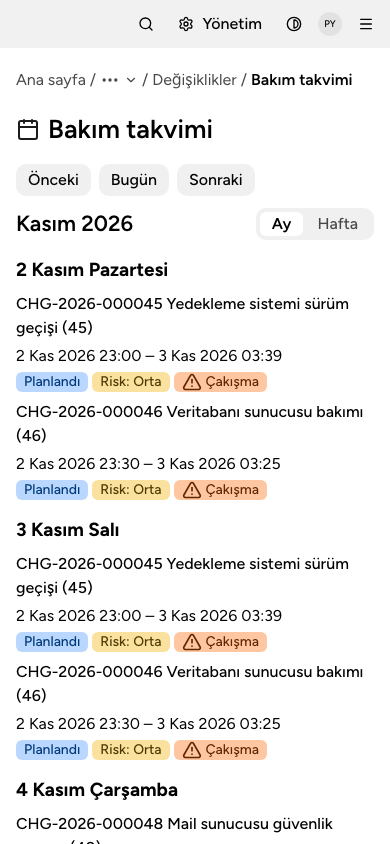 Yönetim PY
Ana sayfa / ••• / Değişiklikler / Bakım takvimi
Bakım takvimi
Önceki Bugün Sonraki
Kasım 2026 Ay Hafta
2 Kasım Pazartesi
CHG-2026-000045 Yedekleme sistemi sürüm
geçişi (45)
2 Kas 2026 23:00 – 3 Kas 2026 03:39
Planlandı Risk: Orta Çakışma
CHG-2026-000046 Veritabanı sunucusu bakımı
(46)
2 Kas 2026 23:30 – 3 Kas 2026 03:25
Planlandı Risk: Orta Çakışma
3 Kasım Salı
CHG-2026-000045 Yedekleme sistemi sürüm
geçişi (45)
2 Kas 2026 23:00 – 3 Kas 2026 03:39
Planlandı Risk: Orta Çakışma
CHG-2026-000046 Veritabanı sunucusu bakımı
(46)
2 Kas 2026 23:30 – 3 Kas 2026 03:25
Planlandı Risk: Orta Çakışma
4 Kasım Çarşamba
CHG-2026-000048 Mail sunucusu güvenlik